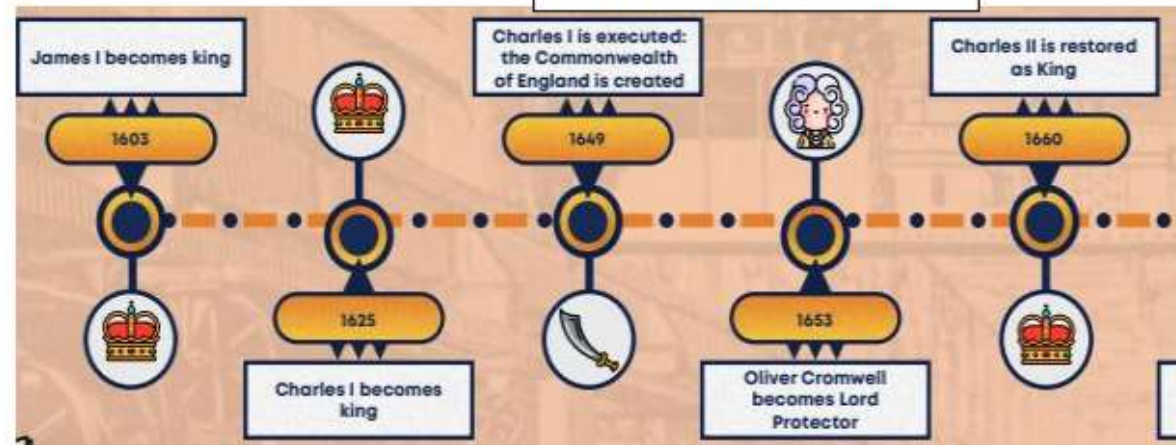 James I becomes king
1603
1625
Charles I becomes
king
Charles I is executed:
the Commonwealth
of England is created
1649
1653
Oliver Cromwell
becomes Lord
Protector
Charles II is restored
as King
1660